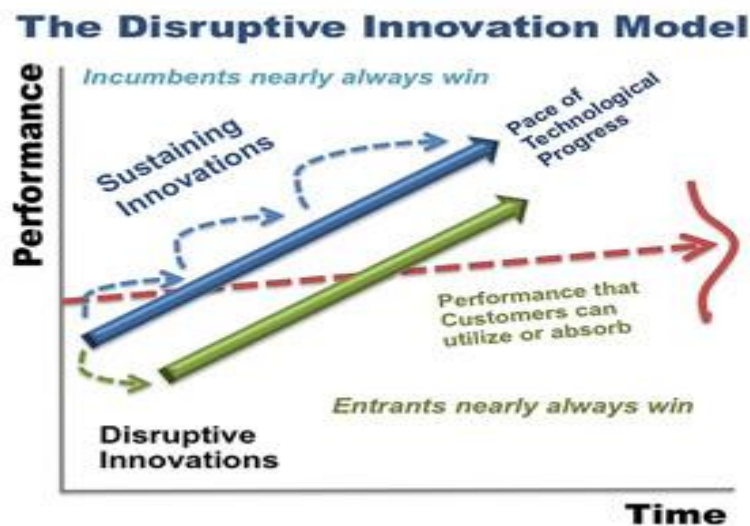 The Disruptive Innovation Model
Performance
Incumbents nearly always win
Sustaining
Innovations
Pace of
Technological
Progress
Performance that
Customers can
utilize or absorb
Entrants nearly always win
Disruptive
Innovations
Time